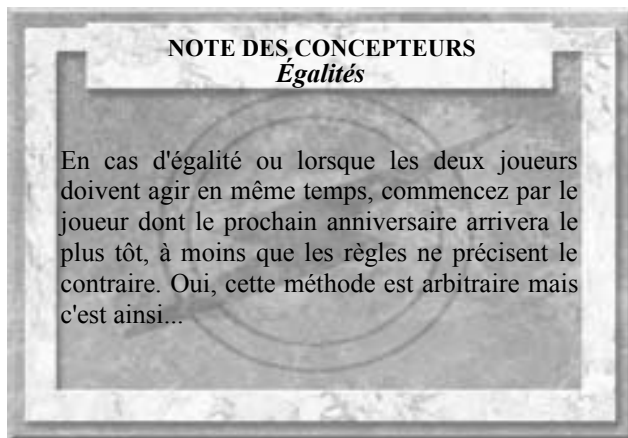 NOTE DES CONCEPTEURS
Égalités
En cas d'égalité ou lorsque les deux joueurs
doivent agir en même temps, commencez par le
joueur dont le prochain anniversaire arrivera le
plus tôt, à moins que les règles ne précisent le
contraire. Oui, cette méthode est arbitraire mais
c'est ainsi...